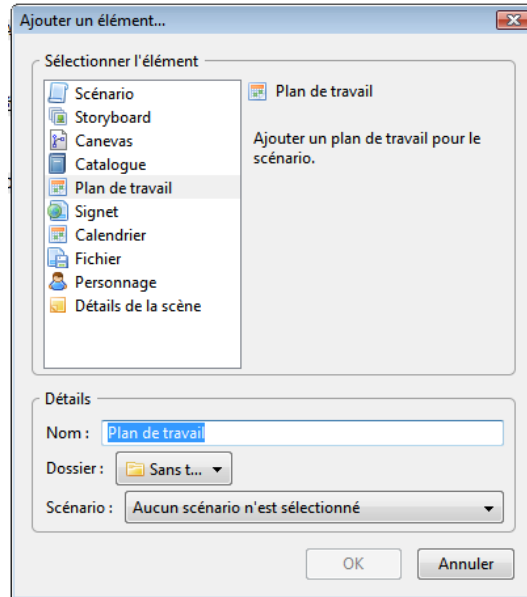 Ajouter un élément...
Sélectionner l'élément
Scénario
Storyboard
Canevas
Catalogue
Plan de travail
Signet
Calendrier
Fichier
Personnage
Détails de la scène
Plan de travail
Ajouter un plan de travail pour le
scénario.
Détails
Nom : Plan de travail
Dossier : Sans t...
Scénario : Aucun scénario n'est sélectionné
OK Annuler